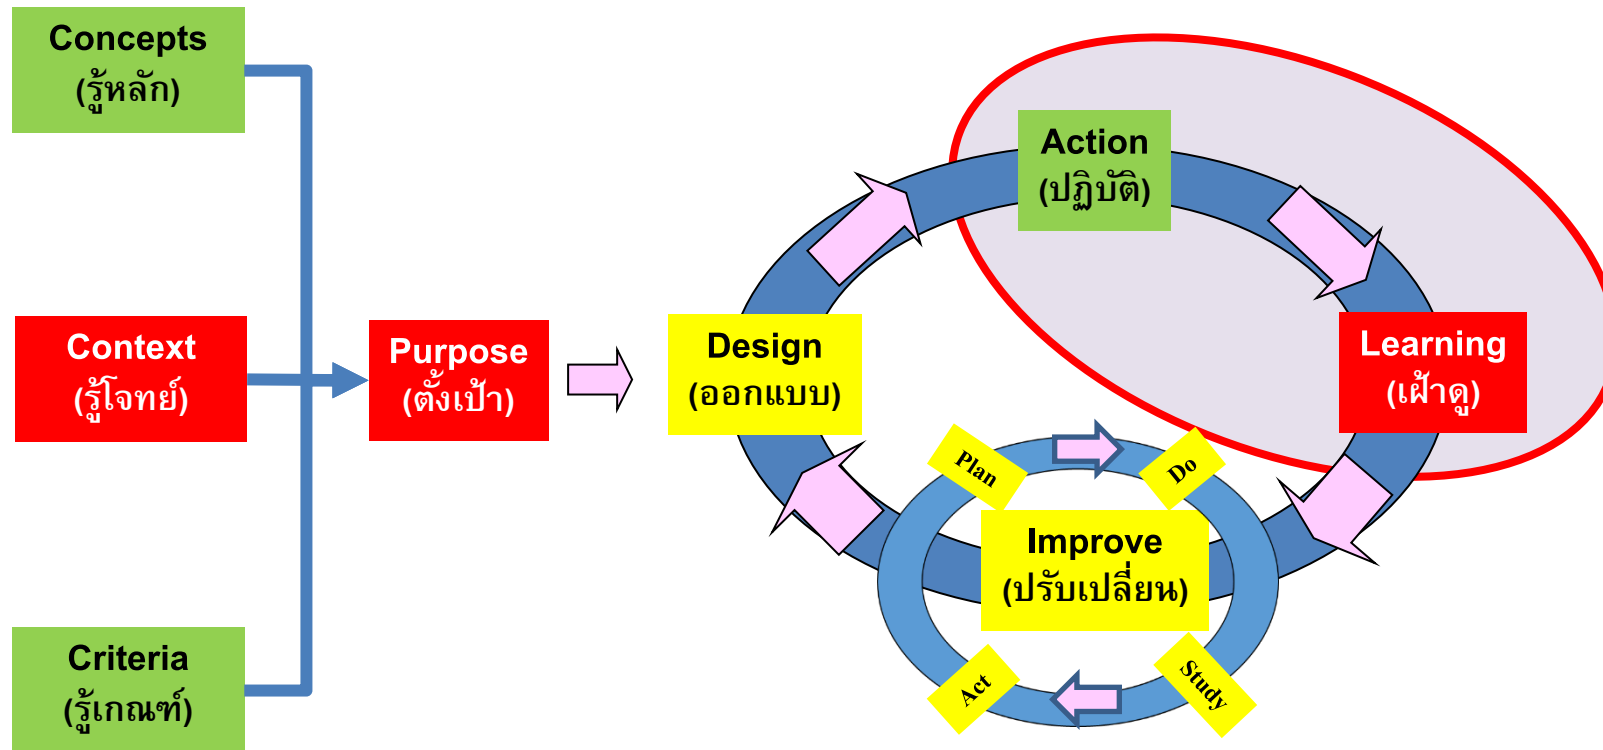 Concepts
(รู้หลัก)
Context
(รู้โจทย์)
Criteria
(รู้เกณฑ์)
Purpose
(ตั้งเป้า)
Design
(ออกแบบ)
Action
(ปฏิบัติ)
Learning
(เฝ้าดู)
Improve
(ปรับเปลี่ยน)
Plan
Do
Study
Act